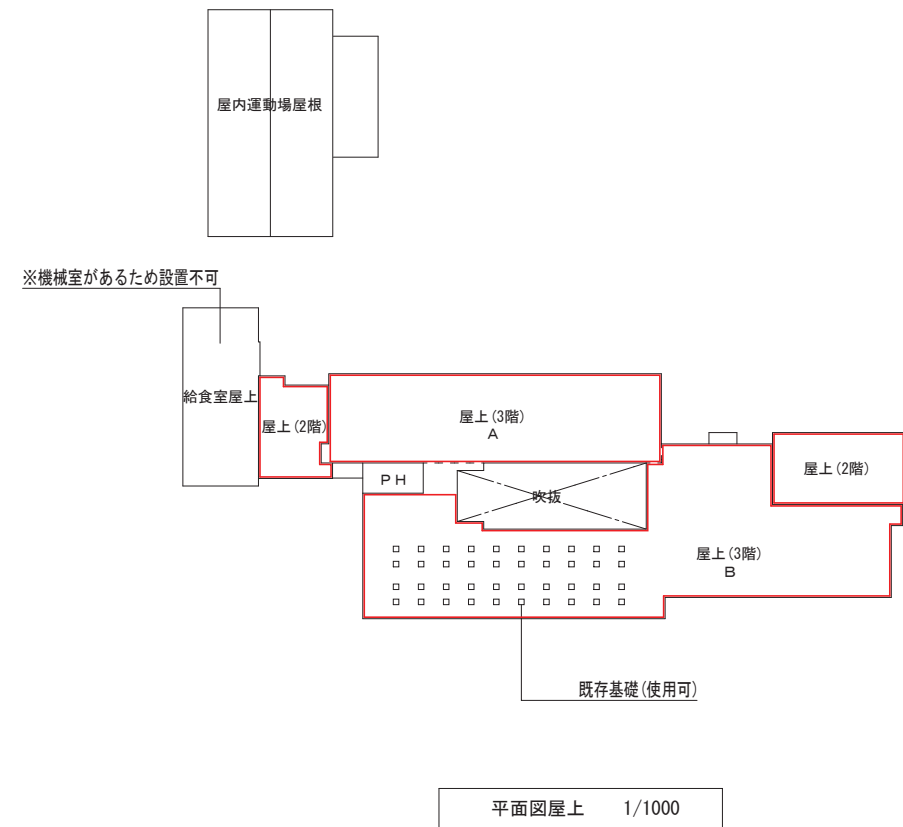 屋内運動場屋根
※機械室があるため設置不可
給食室屋上
屋上(2階)
屋上(3階)
A
PH
吹抜
屋上(2階)
屋上(3階)
B
既存基礎(使用可)
平面図屋上 1/1000